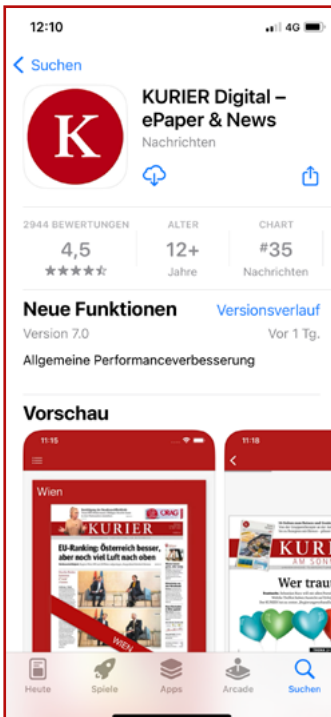 12:10
4G
Suchen
K
KURIER Digital –
ePaper & News
Nachrichten
2944 BEWERTUNGEN
ALTER
CHART
4,5
12+
#35
Jahre
Nachrichten
Neue Funktionen
Versionsverlauf
Version 7.0
Vor 1 Tg.
Allgemeine Performanceverbesserung
Vorschau
11:15
11:18
Wien
ORAG
KURIER
EU-Ranking: Österreich besser,
aber noch viel Luft nach oben
WIEN
KURI
AM SONN
Wer trau
Heute
Spiele
Apps
Arcade
Suchen